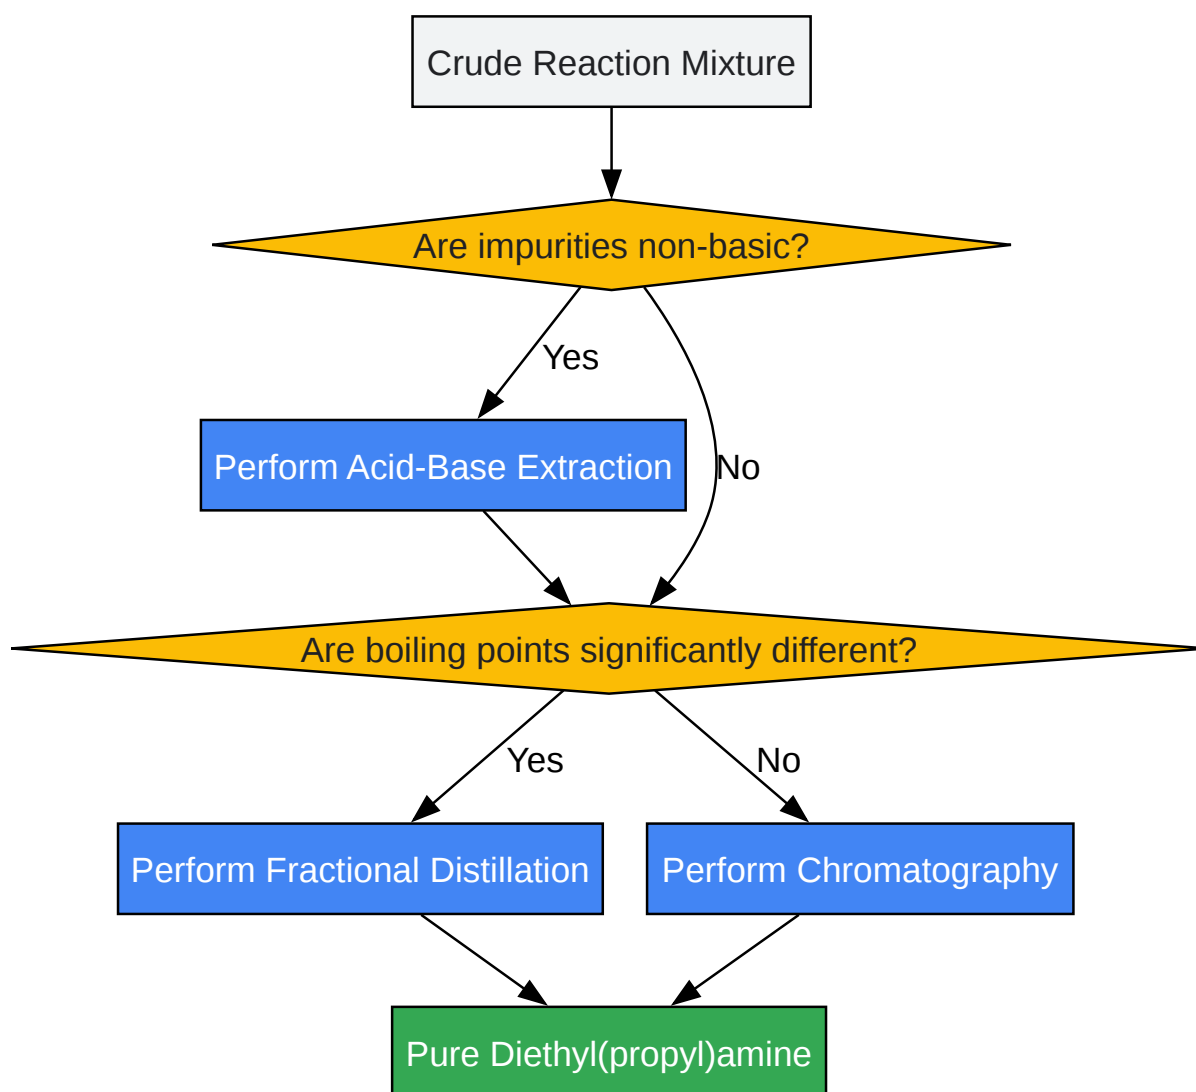 Crude Reaction Mixture
Are impurities non-basic?
Yes
Perform Acid-Base Extraction
No
Are boiling points significantly different?
Yes
No
Perform Fractional Distillation
Perform Chromatography
Pure Diethyl(propyl)amine